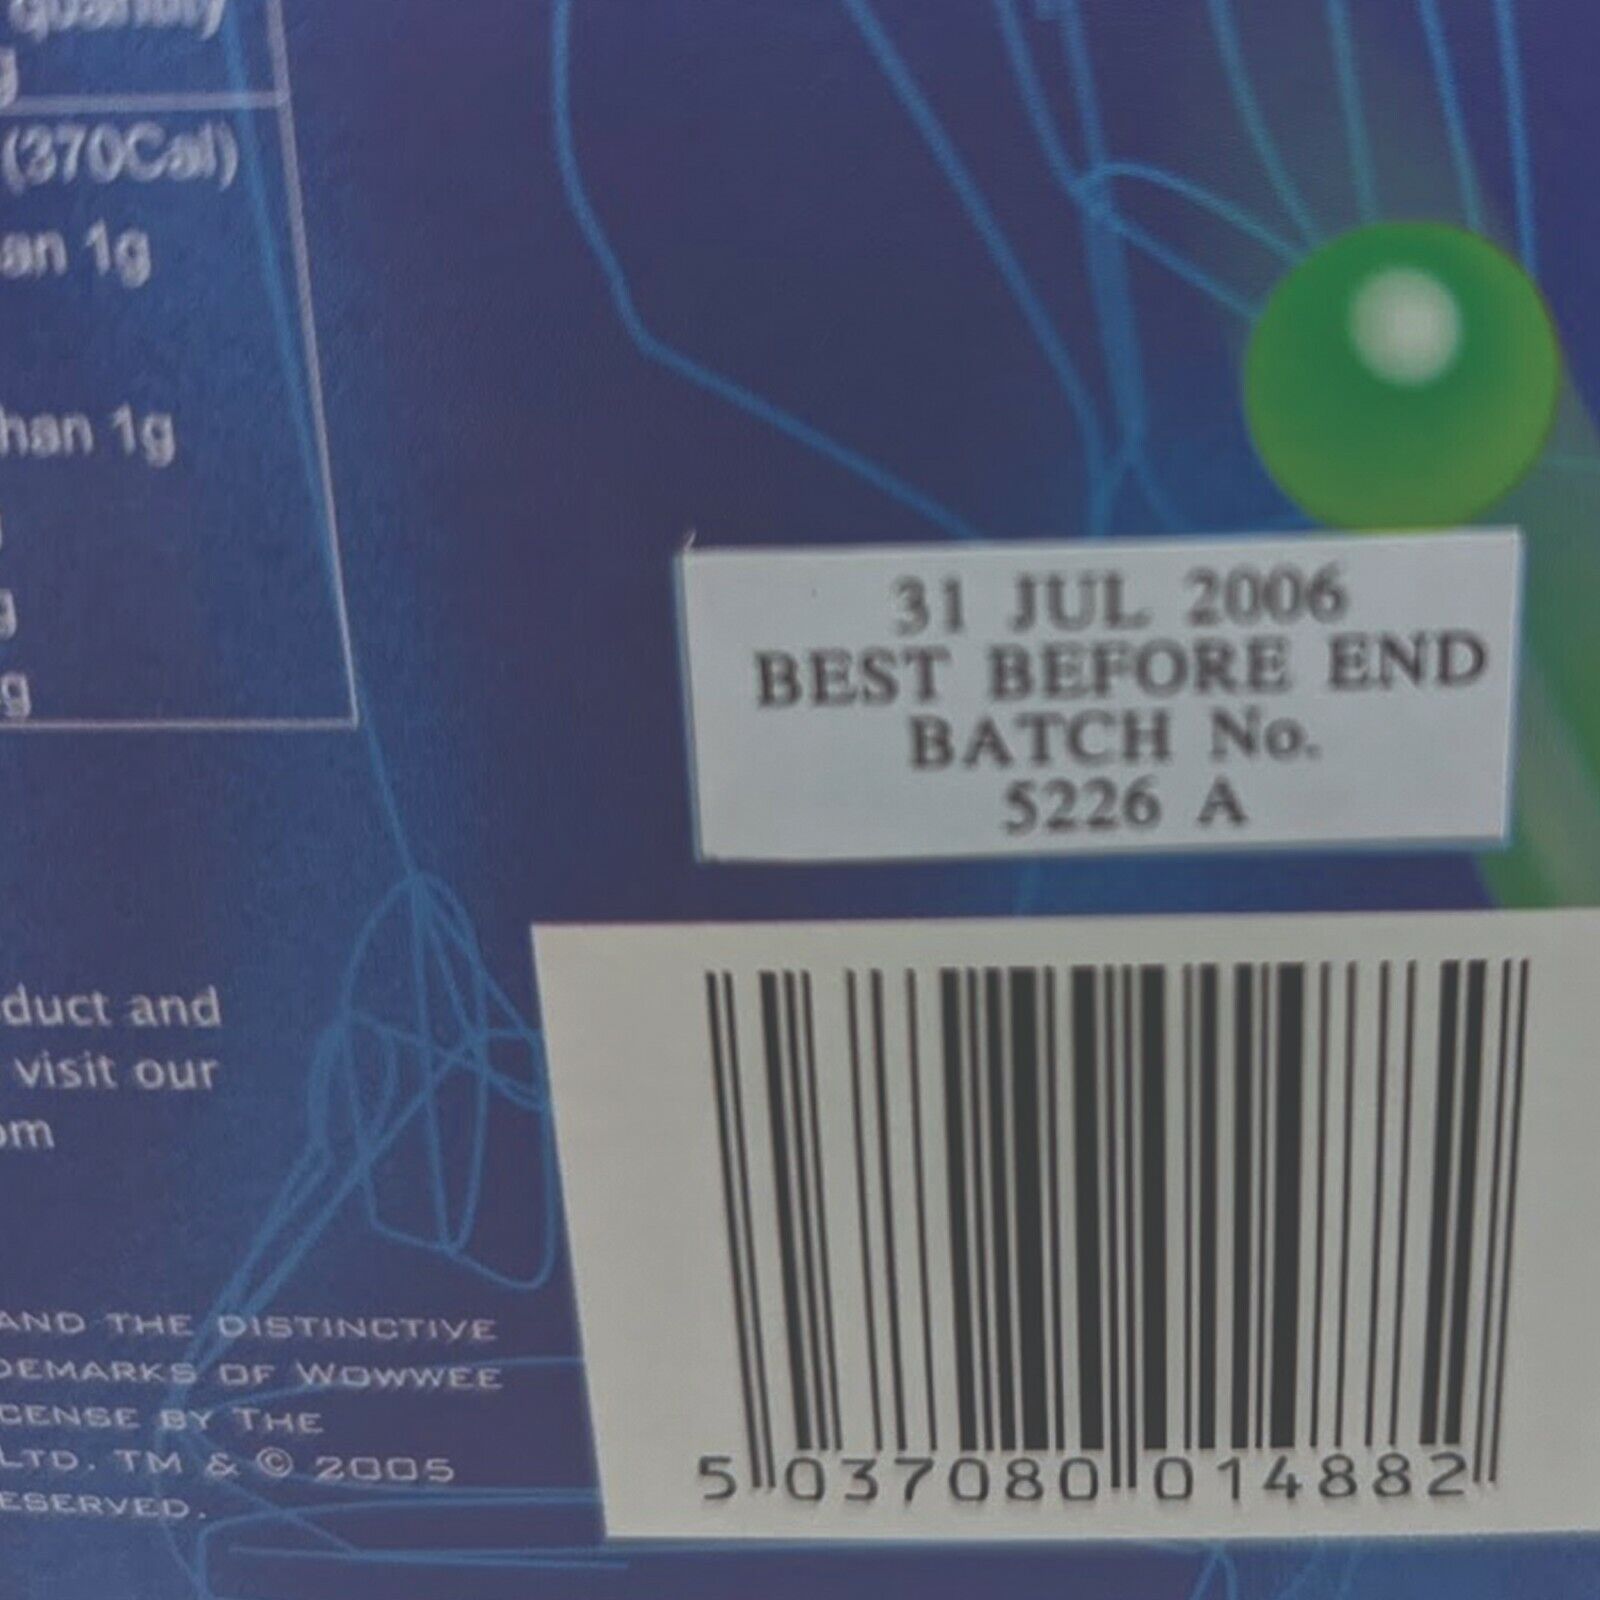 quantity
g
(370Cal)
an 1g
han 1g
g
g
31 JUL 2006
BEST BEFORE END
BATCH No.
5226 A
duct and
visit our
om
AND THE DISTINCTIVE
DEMARKS OF WOWWEE
CENSE BY THE
LTD. TM & © 2005
ESERVED.
5 037080 014882